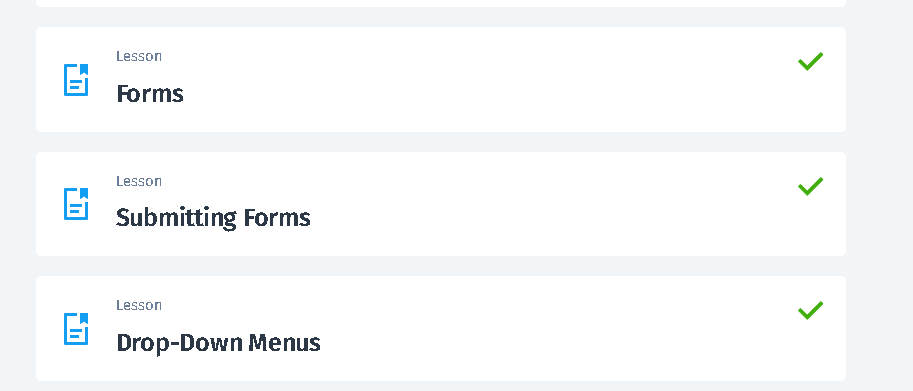 Lesson
Forms
Lesson
Submitting Forms
Lesson
Drop-Down Menus